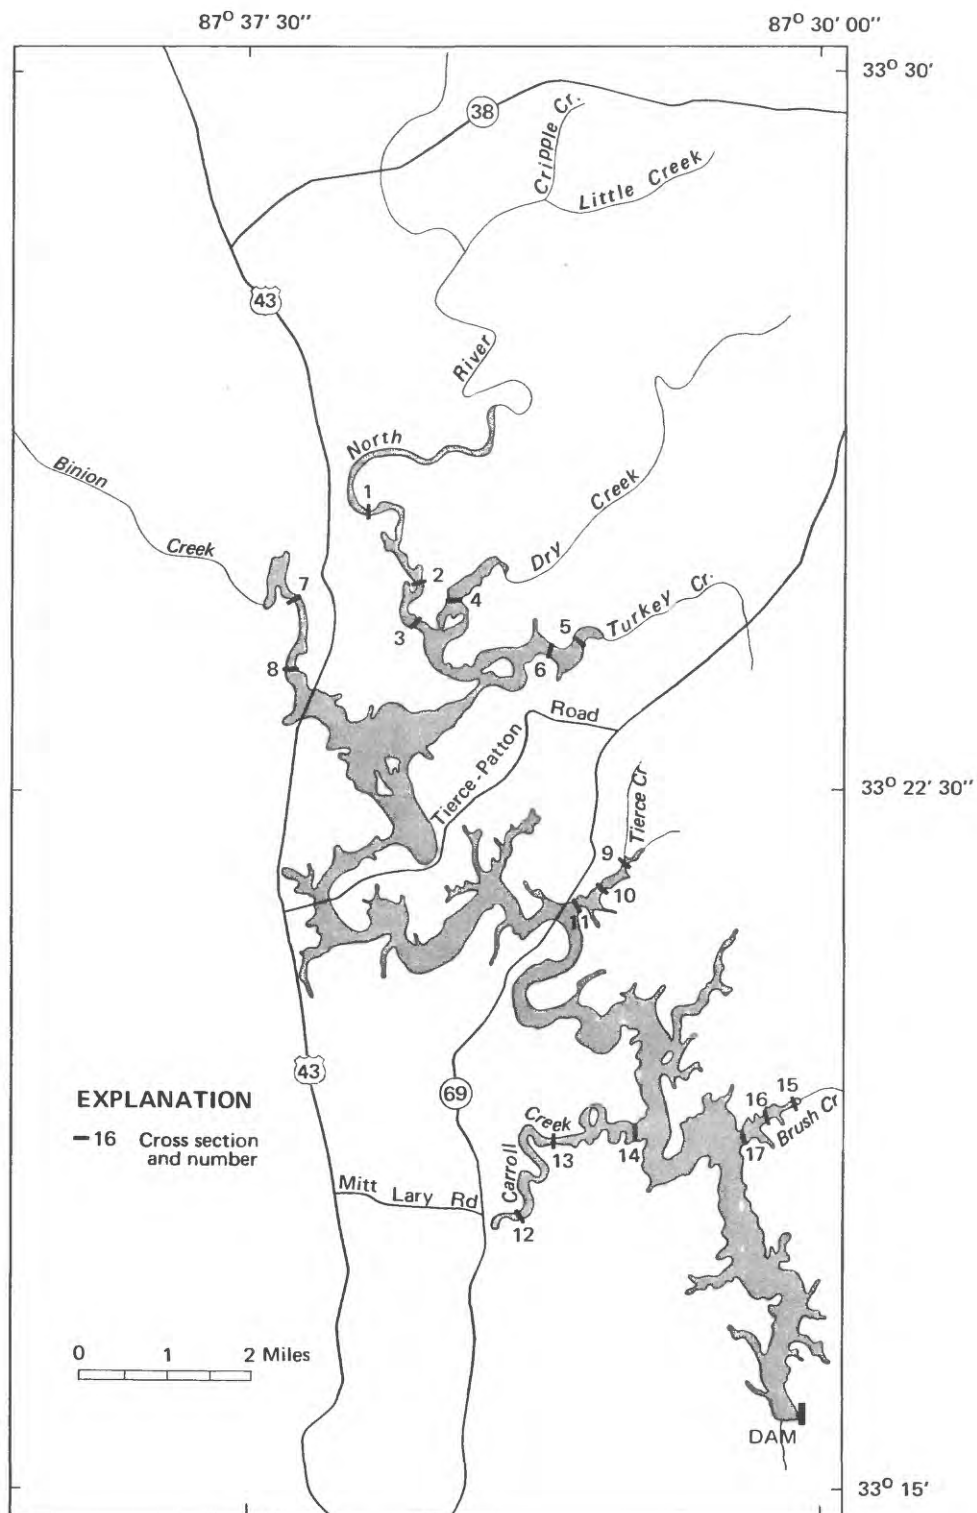 87° 37' 30''
87° 30' 00''
33° 30'
38
Cripple Cr.
Little Creek
43
River
North
Binion
Creek
1
Dry Creek
2
4
7
3
5
Turkey Cr.
6
8
Road
Tierce-Patton
33° 22' 30''
Tierce Cr
9
10
11
43
69
EXPLANATION
16 Cross section
and number
Creek
13
14
16
15
17
Brush Cr
Carroll
12
Mitt Lary Rd
0 1 2 Miles
DAM
33° 15'